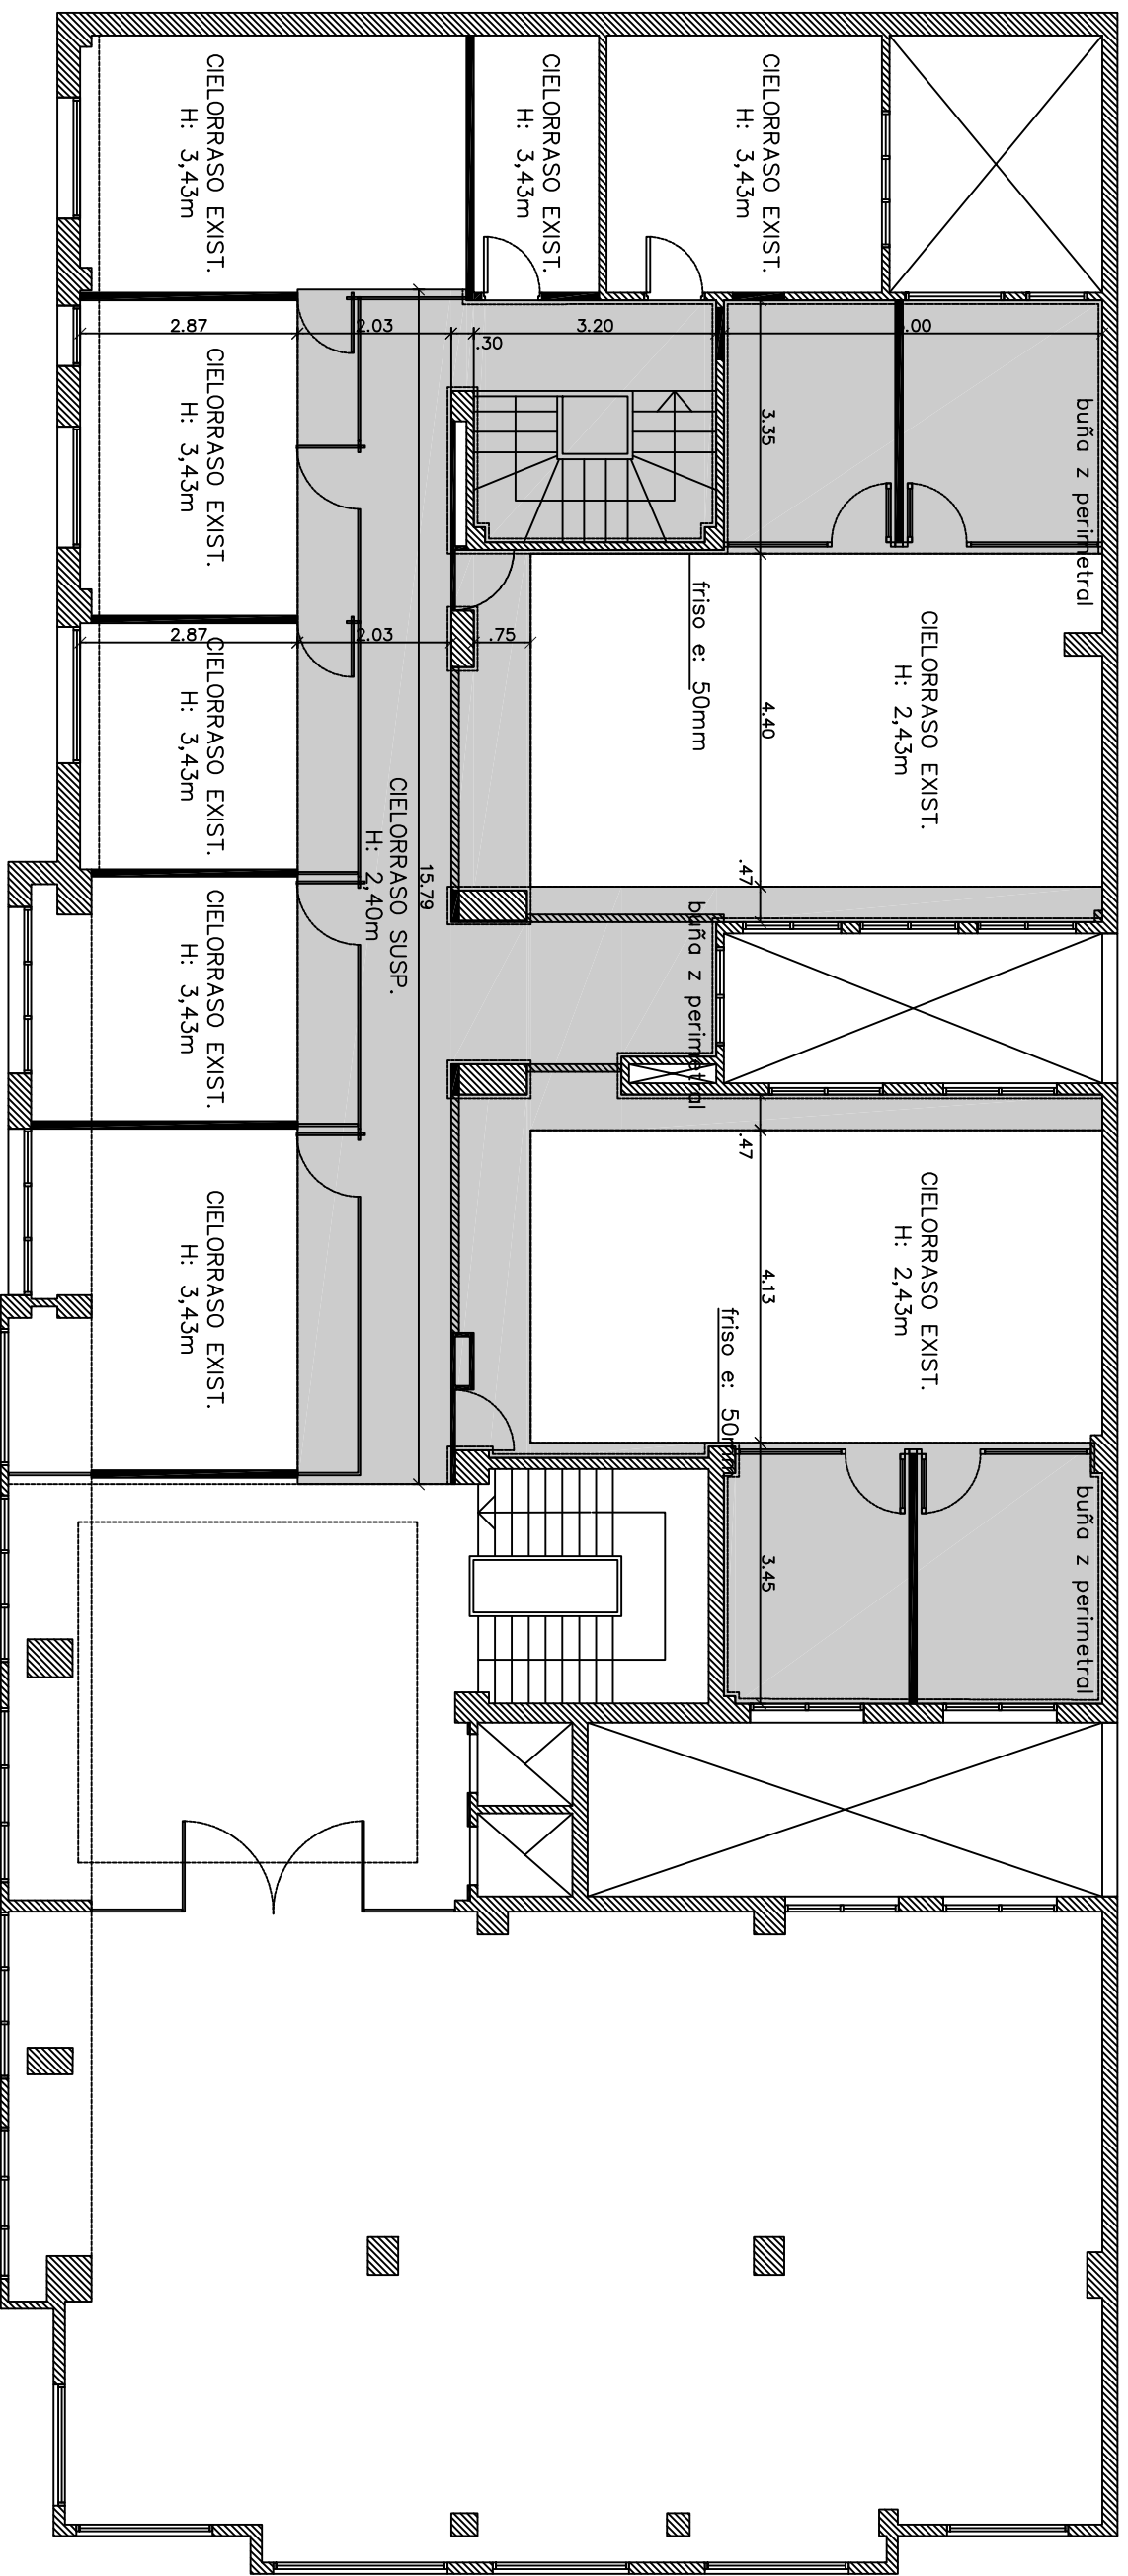 CIELORRASO EXIST.
H: 3,43m
CIELORRASO EXIST.
H: 3,43m
CIELORRASO EXIST.
H: 3,43m
2.87
2.03
.30
3.20
.00
3.35
buña z perimetral
CIELORRASO EXIST.
H: 3,43m
friso e: 50mm
CIELORRASO EXIST.
H: 2,43m
2.87
2.03
.75
4.40
CIELORRASO EXIST.
H: 3,43m
CIELORRASO SUSP.
H: 2,40m
15.79
.47
buña z perimetral
CIELORRASO EXIST.
H: 3,43m
.47
CIELORRASO EXIST.
H: 2,43m
CIELORRASO EXIST.
H: 3,43m
4.13
friso e:
buña z perimetral
3.45